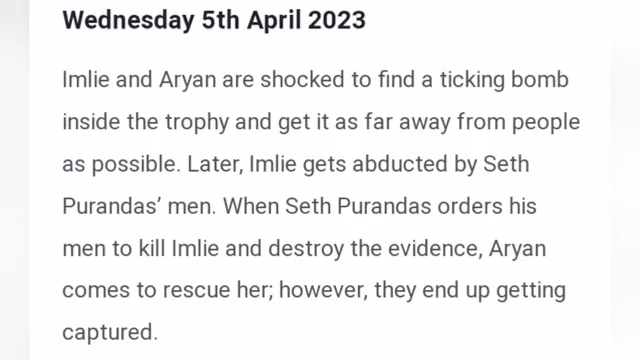 Wednesday 5th April 2023
Imlie and Aryan are shocked to find a ticking bomb
inside the trophy and get it as far away from people
as possible. Later, Imlie gets abducted by Seth
Purandas’ men. When Seth Purandas orders his
men to kill Imlie and destroy the evidence, Aryan
comes to rescue her; however, they end up getting
captured.